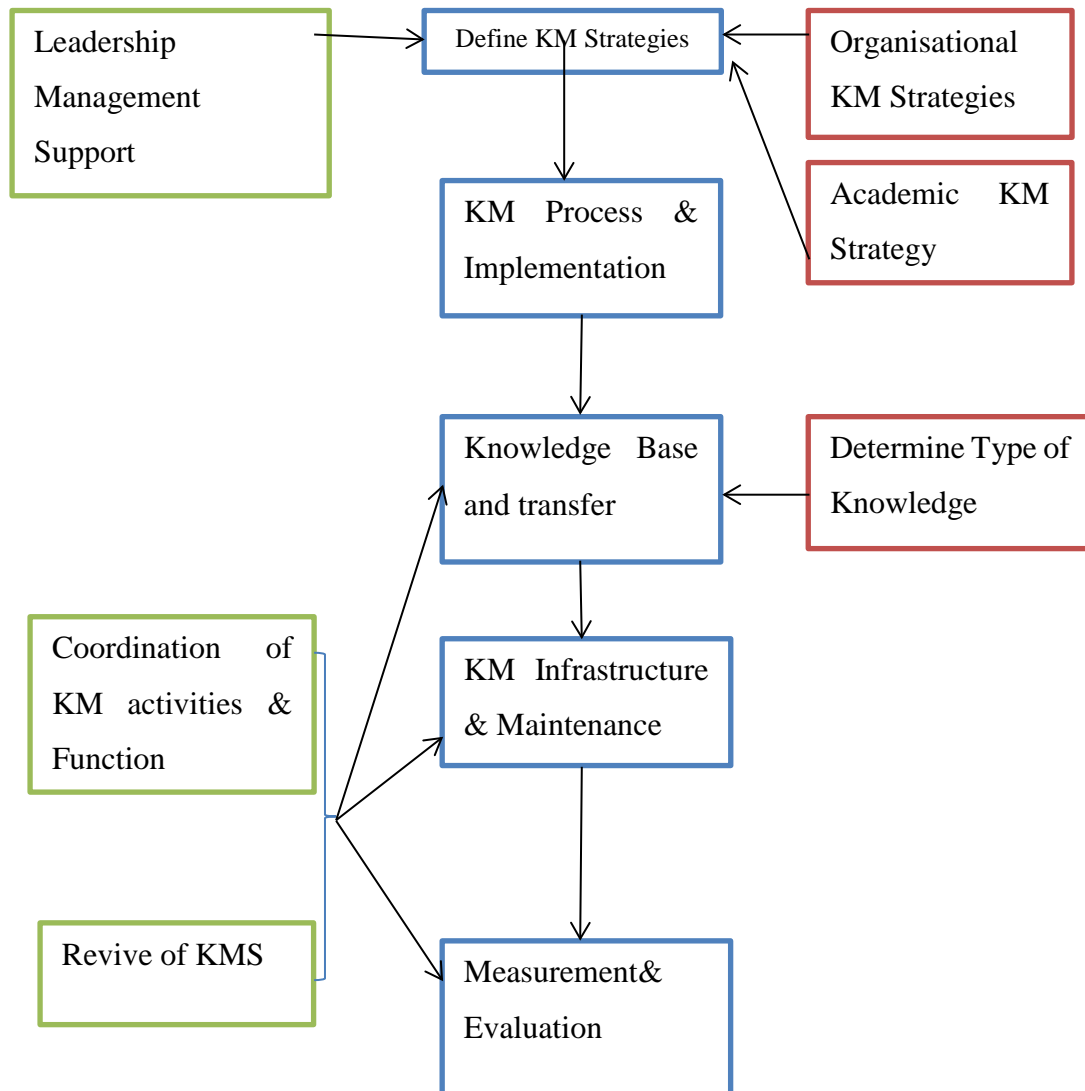 Leadership
Management
Support
Define KM Strategies
Organisational
KM Strategies
KM Process &
Implementation
Academic KM
Strategy
Knowledge Base
and transfer
Determine Type of
Knowledge
Coordination of
KM activities &
Function
KM Infrastructure
& Maintenance
Revive of KMS
Measurement&
Evaluation